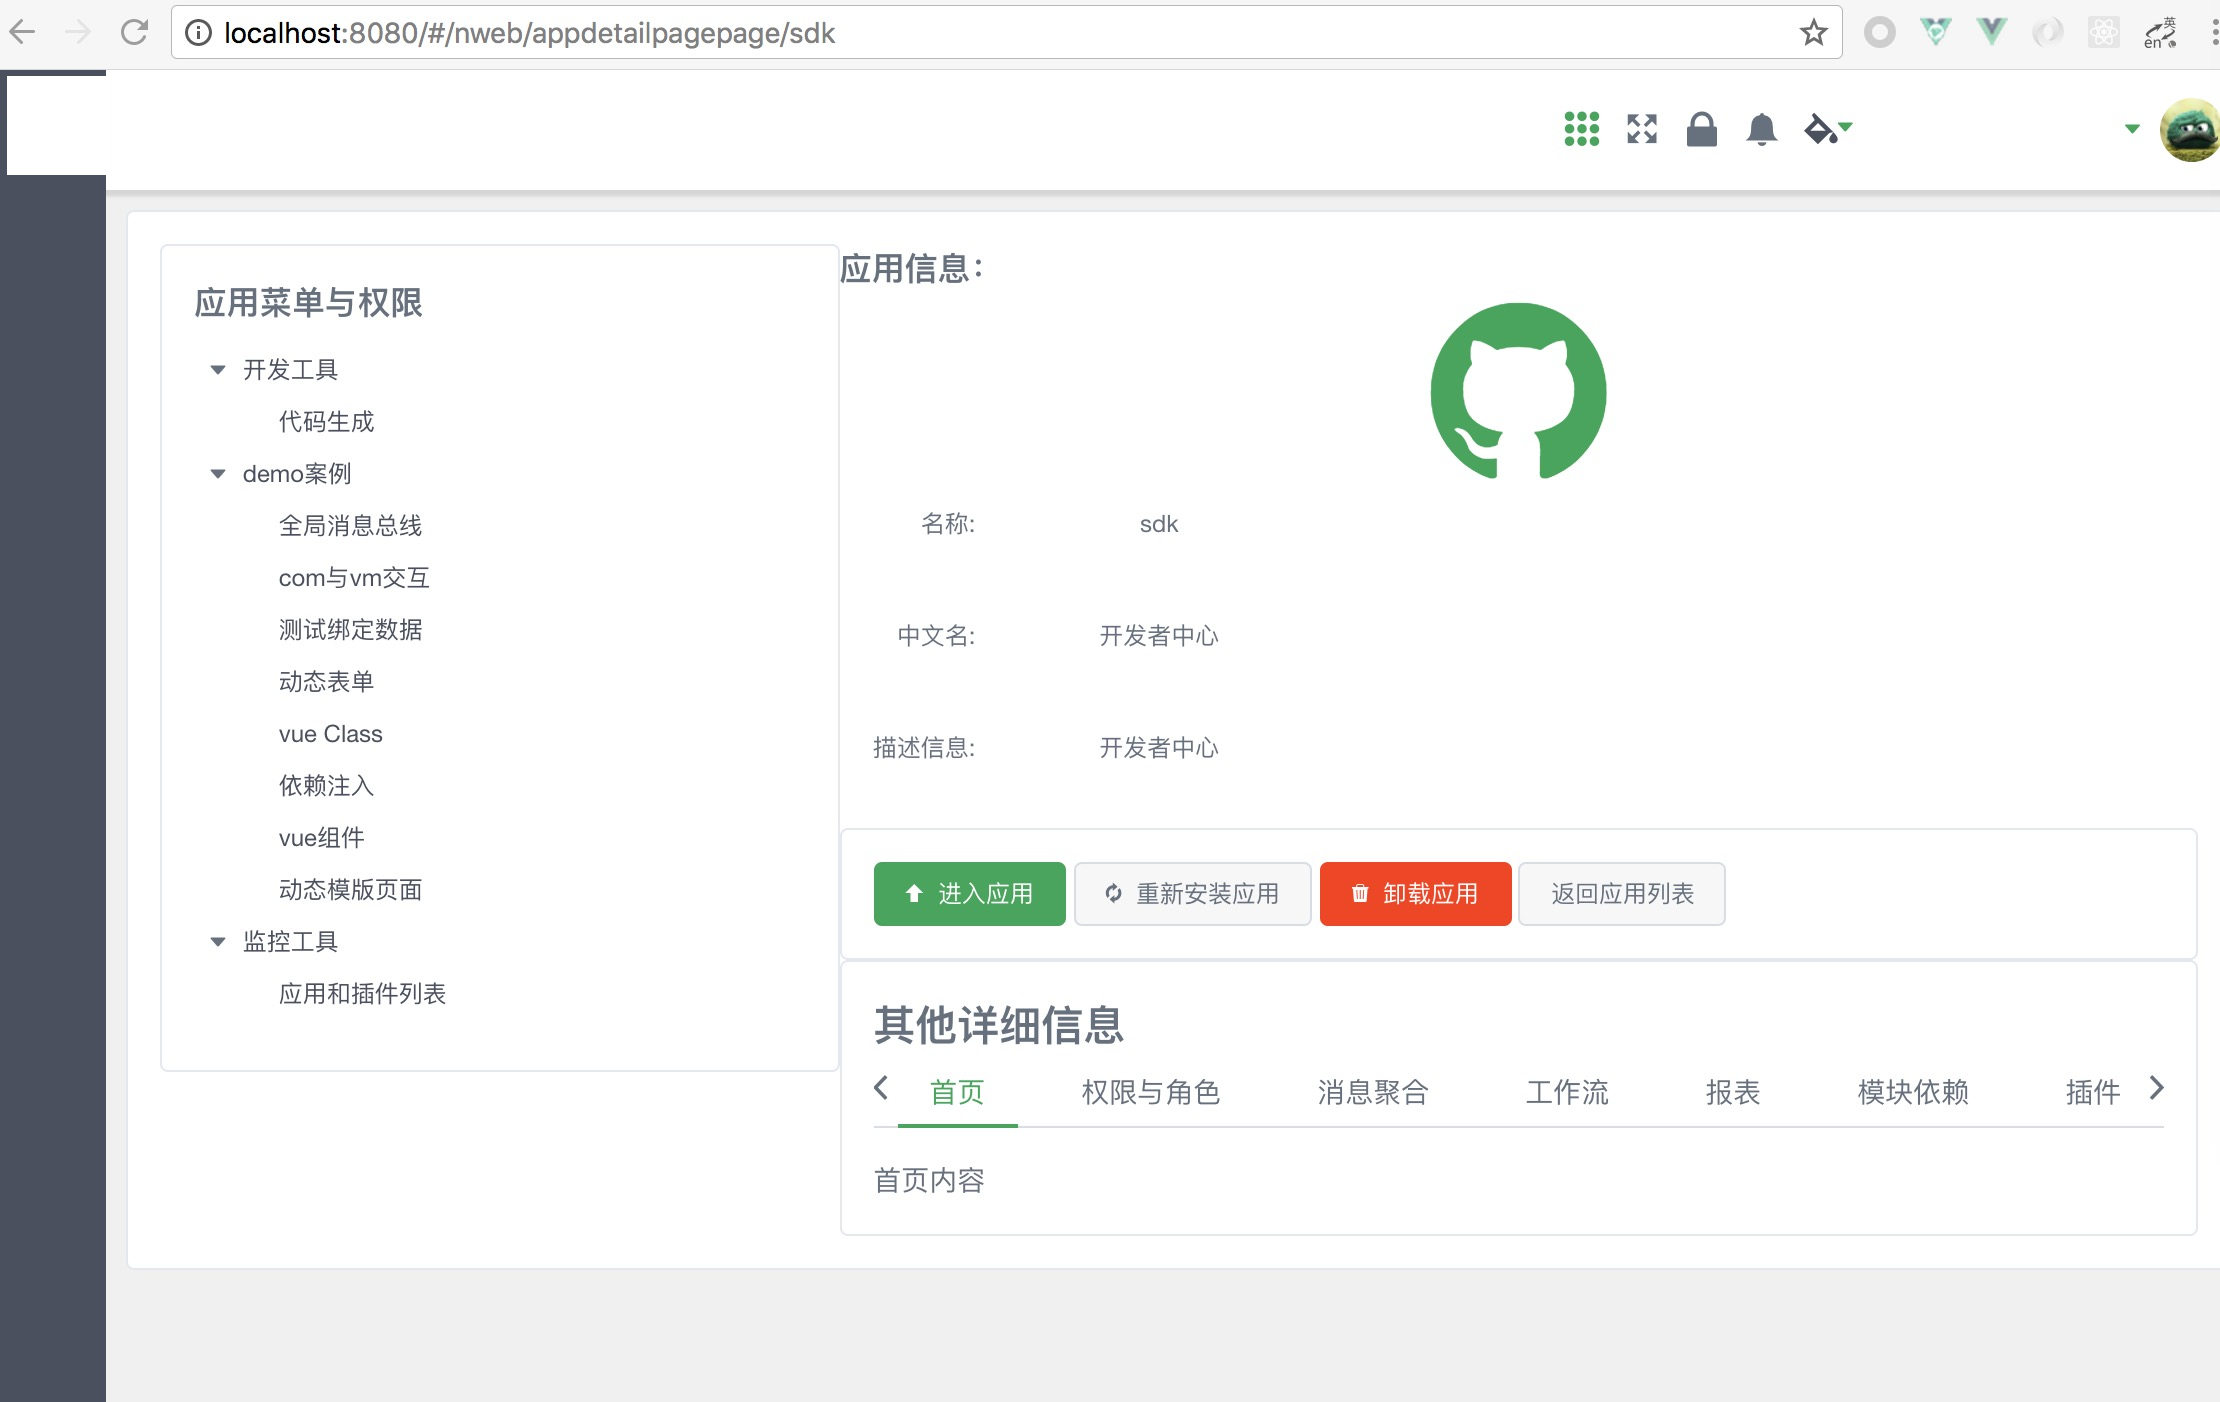 localhost:8080/#/nweb/appdetailpagepage/sdk
英
en
应用菜单与权限
开发工具
代码生成
demo案例
全局消息总线
com与vm交互
测试绑定数据
动态表单
vue Class
依赖注入
vue组件
动态模版页面
监控工具
应用和插件列表
应用信息：
名称: sdk
中文名: 开发者中心
描述信息: 开发者中心
进入应用 重新安装应用 卸载应用 返回应用列表
其他详细信息
首页 权限与角色 消息聚合 工作流 报表 模块依赖 插件
首页内容